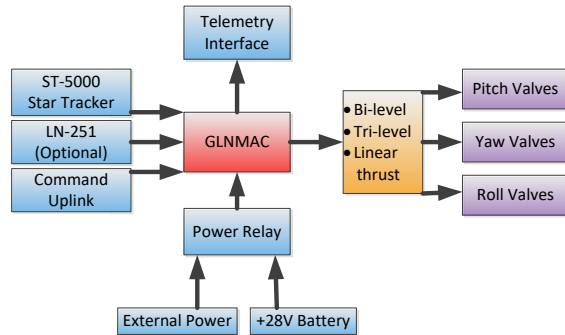 Telemetry
Interface
ST-5000
Star Tracker
LN-251
(Optional)
Command
Uplink
GLNMAC
• Bi-level
• Tri-level
• Linear
thrust
Pitch Valves
Yaw Valves
Roll Valves
Power Relay
External Power
+28V Battery